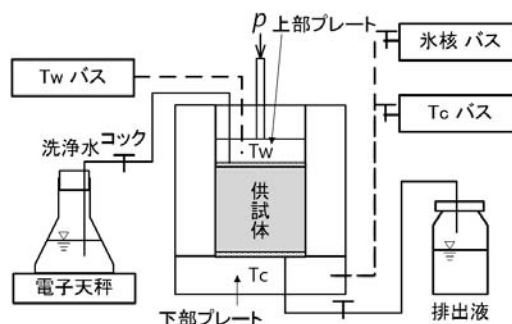 p
上部プレート
氷核 バス
Tw バス
Tc バス
コック
洗浄水
Tw
供試体
電子天秤
Tc
排出液
下部プレート